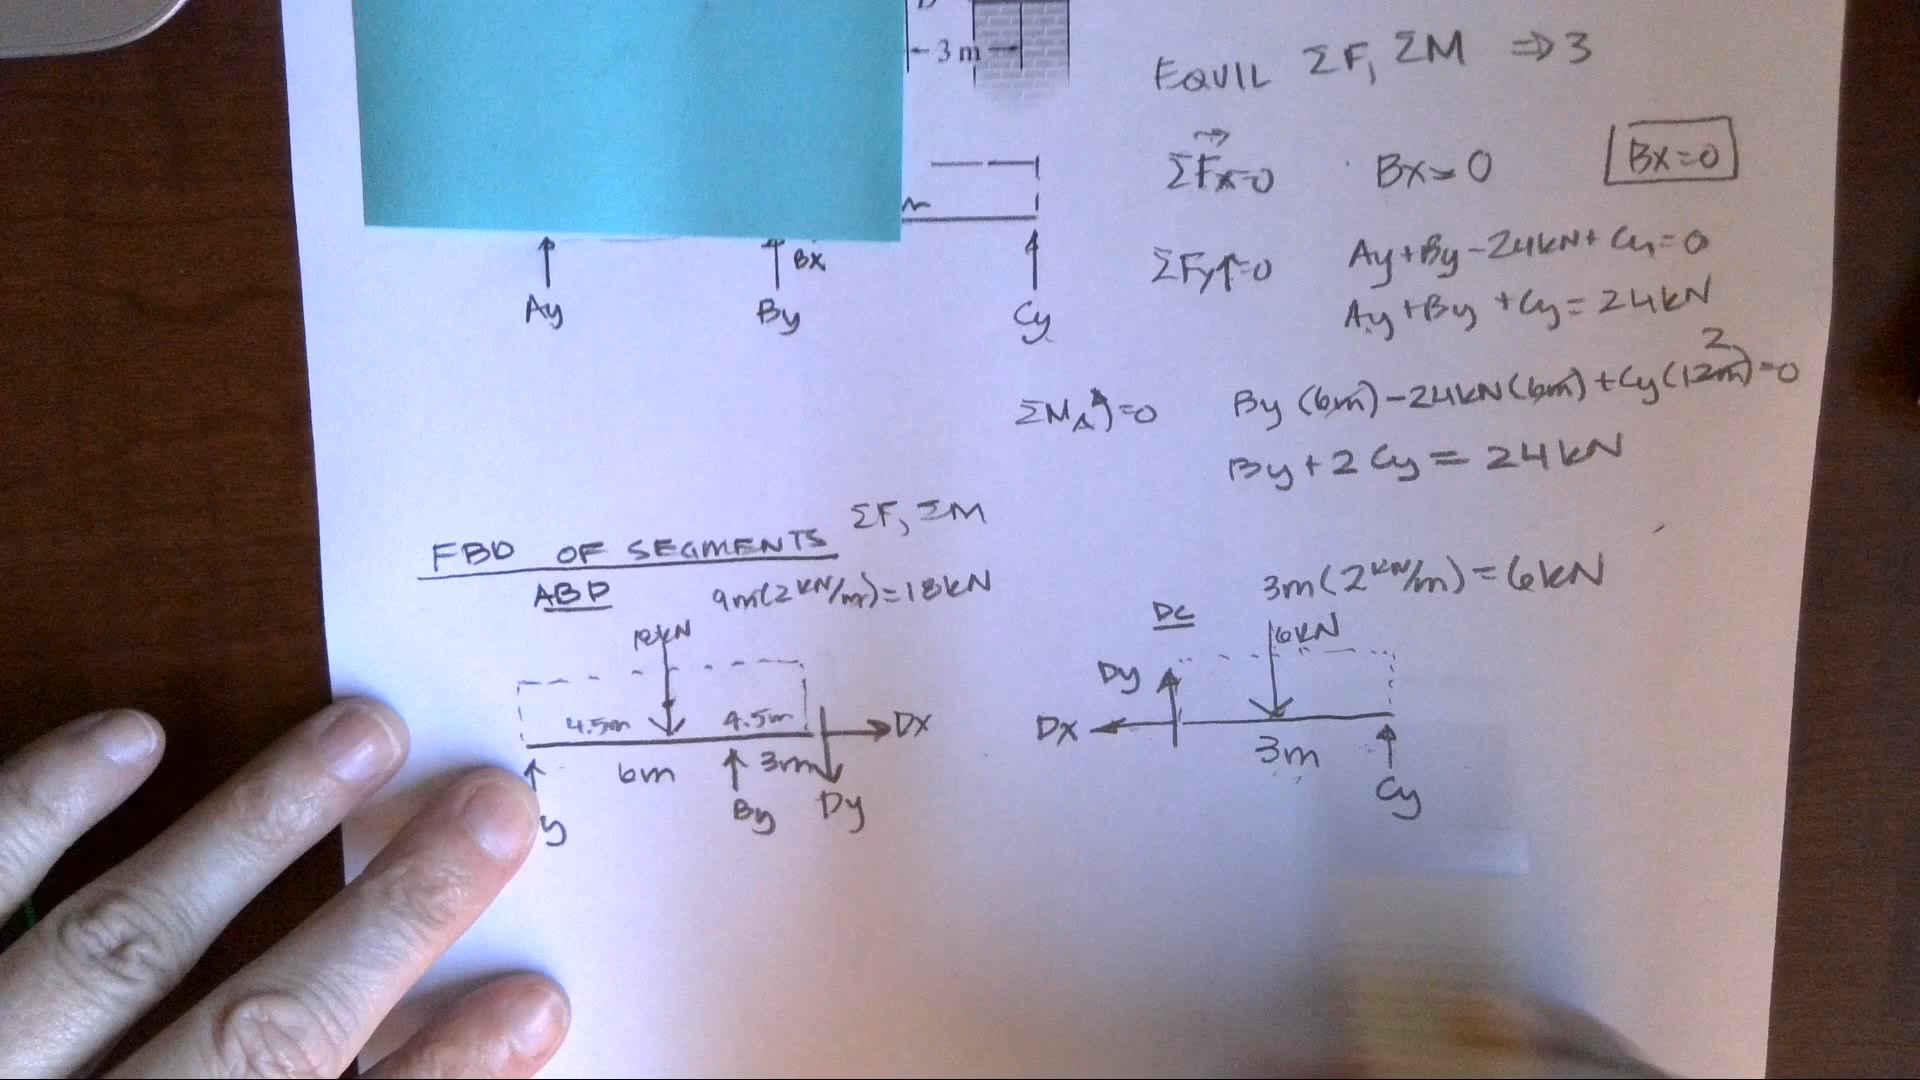 3 m
EQUIL ΣF, ΣM ⇒ 3
ΣFx=0 Bx=0 Bx=0
ΣFy↑=0 Ay+By-24kN+Cy=0
Ay+By+Cy=24kN
Bx
Ay By Cy
ΣMA=0 By(6m)-24kN(6m)+Cy(12m)=0
2
By+2Cy=24kN
FBD OF SEGMENTS ΣF, ΣM
ABD 9m(2kN/m)=18kN
18kN
4.5m 4.5m Dx
6m 3m
y By Dy
3m(2kN/m)=6kN
DC
6kN
Dy
Dx
3m
Cy